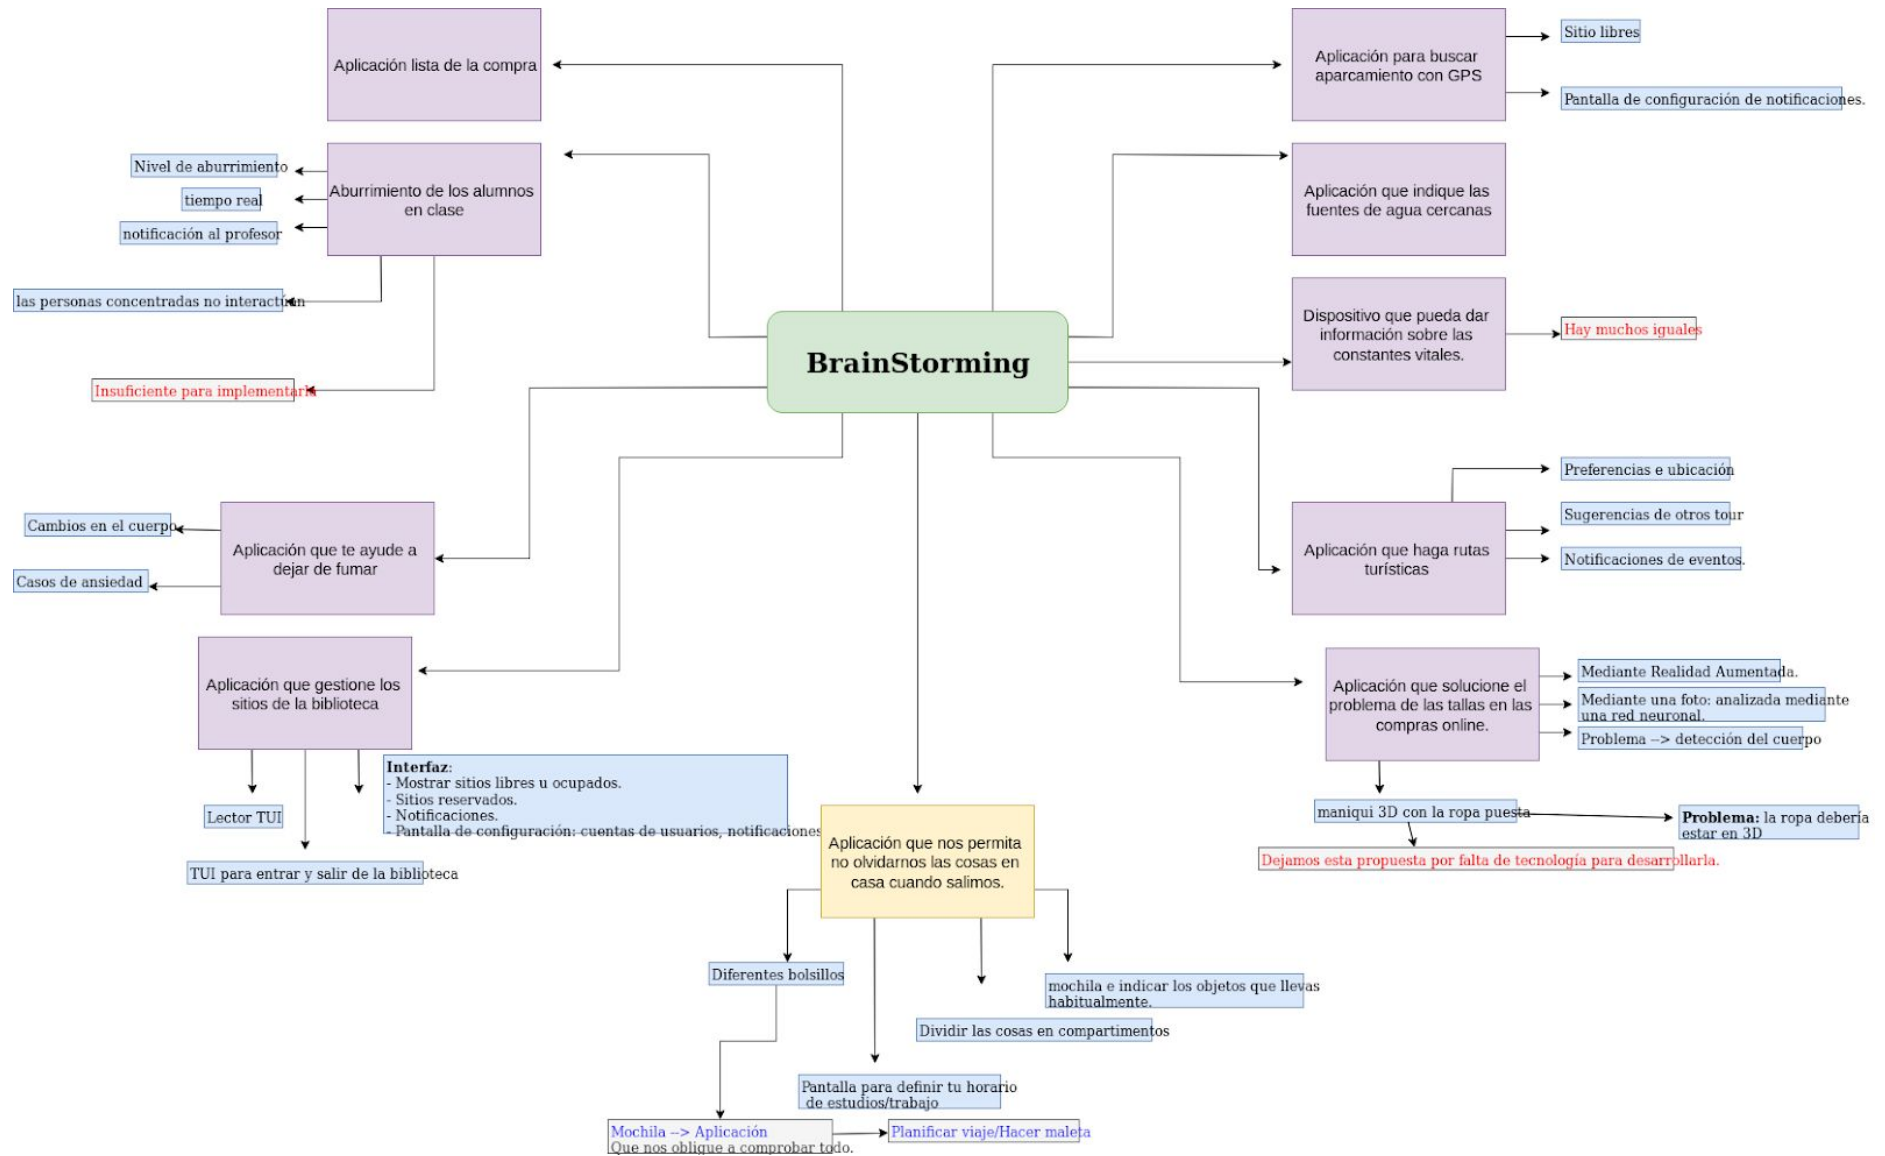 Aplicación lista de la compra
Aplicación para buscar
aparcamiento con GPS
Sitio libres
Pantalla de configuración de notificaciones.
Nivel de aburrimiento
tiempo real
notificación al profesor
Aburrimiento de los alumnos
en clase
las personas concentradas no interactúan
Insuficiente para implementarla
Aplicación que indique las
fuentes de agua cercanas
Dispositivo que pueda dar
información sobre las
constantes vitales.
Hay muchos iguales
BrainStorming
Cambios en el cuerpo
Casos de ansiedad
Aplicación que te ayude a
dejar de fumar
Aplicación que haga rutas
turísticas
Preferencias e ubicación
Sugerencias de otros tour
Notificaciones de eventos.
Aplicación que gestione los
sitios de la biblioteca
Lector TUI
TUI para entrar y salir de la biblioteca
Interfaz:
- Mostrar sitios libres u ocupados.
- Sitios reservados.
- Notificaciones.
- Pantalla de configuración: cuentas de usuarios, notificaciones
Aplicación que solucione el
problema de las tallas en las
compras online.
Mediante Realidad Aumentada.
Mediante una foto: analizada mediante
una red neuronal.
Problema --> detección del cuerpo
maniqui 3D con la ropa puesta
Problema: la ropa debería
estar en 3D
Dejamos esta propuesta por falta de tecnología para desarrollarla.
Aplicación que nos permita
no olvidarnos las cosas en
casa cuando salimos.
Diferentes bolsillos
mochila e indicar los objetos que llevas
habitualmente.
Dividir las cosas en compartimentos
Pantalla para definir tu horario
de estudios/trabajo
Mochila --> Aplicación
Que nos obligue a comprobar todo.
Planificar viaje/Hacer maleta